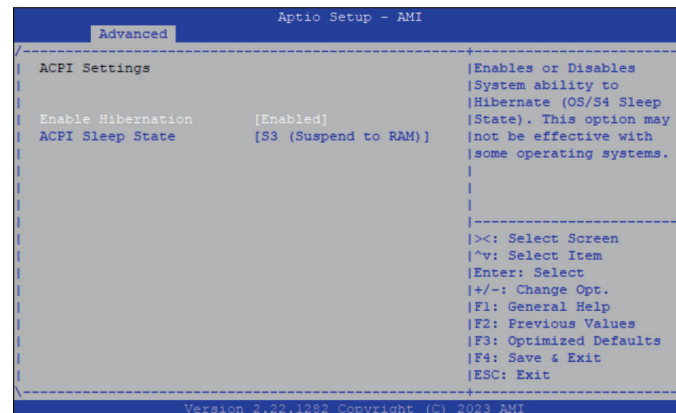 Aptio Setup - AMI
Advanced
ACPI Settings
Enable Hibernation [Enabled]
ACPI Sleep State [S3 (Suspend to RAM)]
Enables or Disables
System ability to
Hibernate (OS/S4 Sleep
State). This option may
not be effective with
some operating systems.
><: Select Screen
^v: Select Item
Enter: Select
+/-: Change Opt.
F1: General Help
F2: Previous Values
F3: Optimized Defaults
F4: Save & Exit
ESC: Exit
Version 2.22.1282 Copyright (C) 2023 AMI